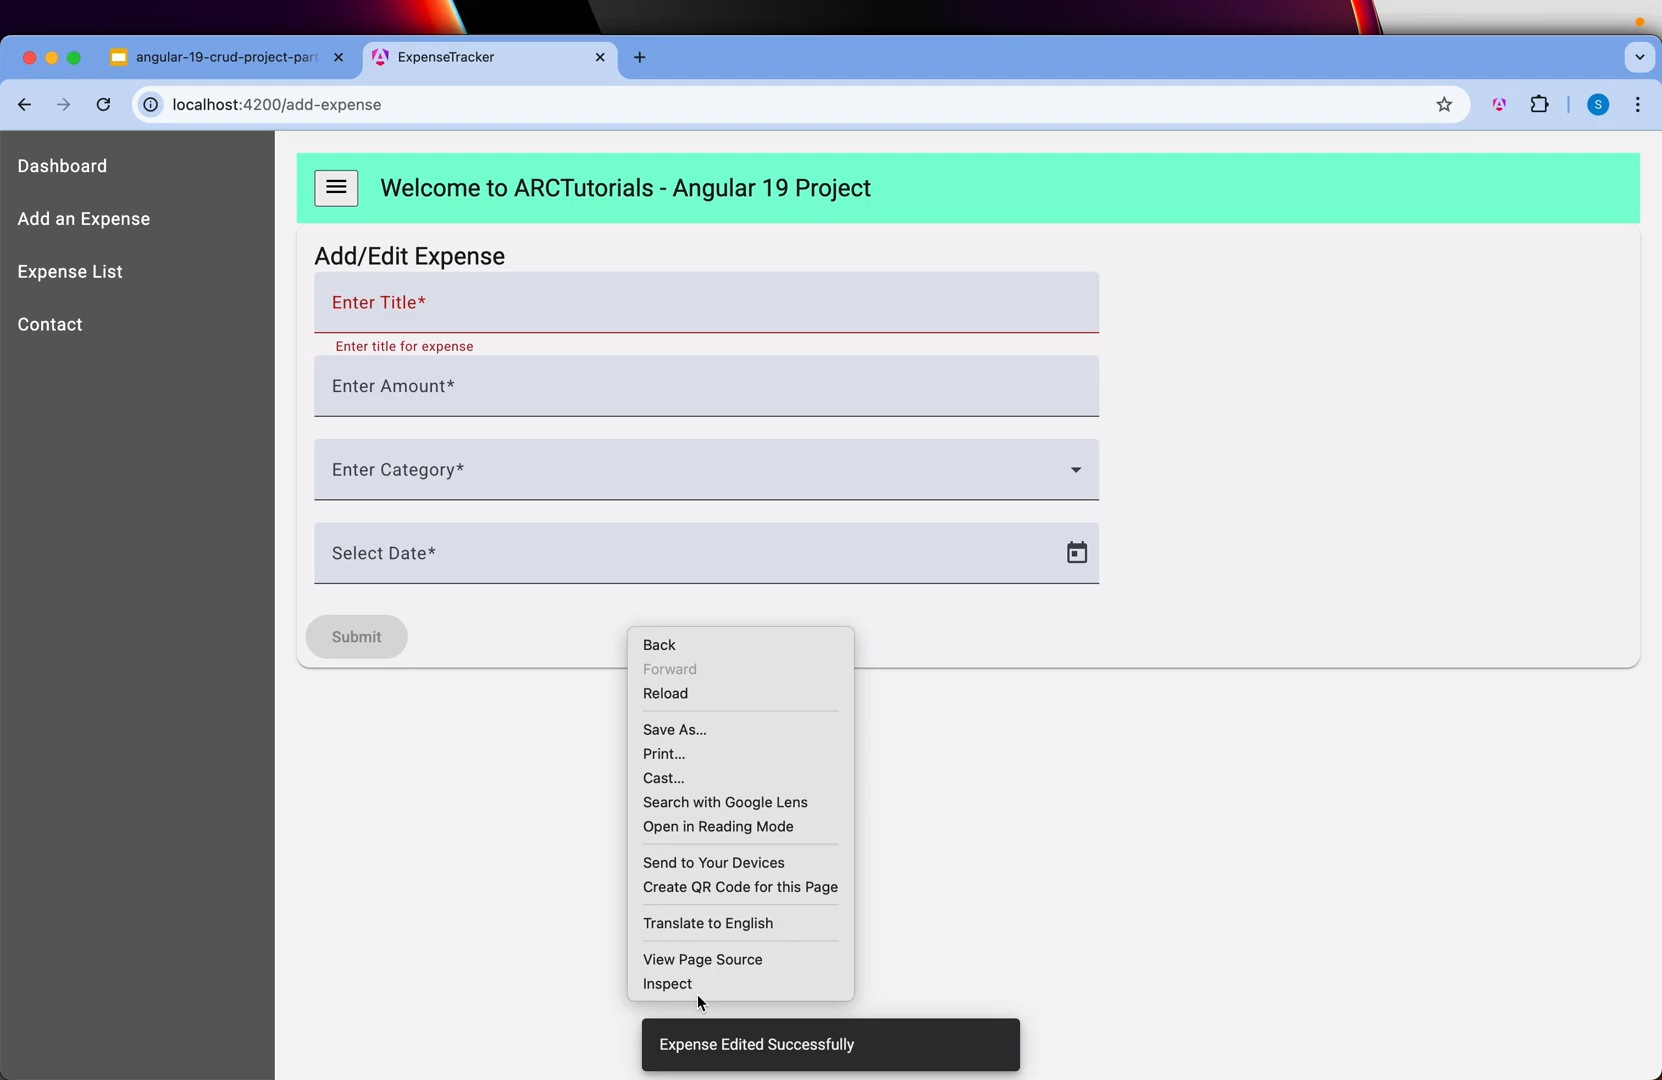 angular-19-crud-project-part
ExpenseTracker
localhost:4200/add-expense
S
Dashboard
Add an Expense
Expense List
Contact
Welcome to ARCTutorials - Angular 19 Project
Add/Edit Expense
Enter Title*
Enter title for expense
Enter Amount*
Enter Category*
Select Date*
Submit
Back
Forward
Reload
Save As...
Print...
Cast...
Search with Google Lens
Open in Reading Mode
Send to Your Devices
Create QR Code for this Page
Translate to English
View Page Source
Inspect
Expense Edited Successfully